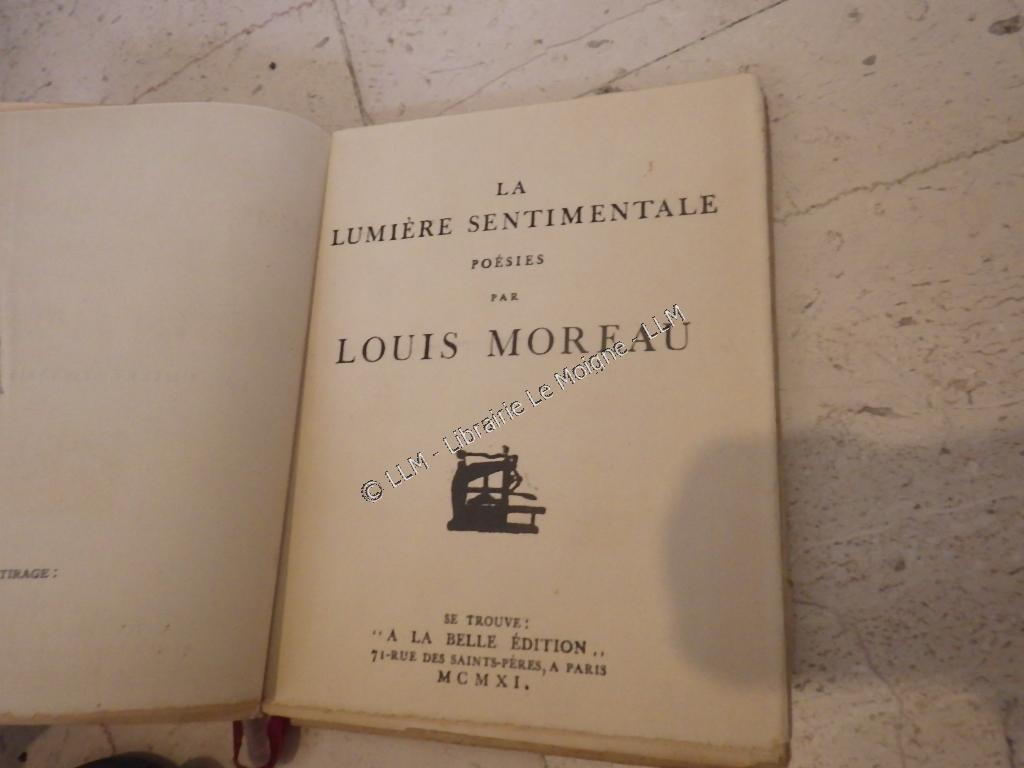 TIRAGE:
LA
LUMIÈRE SENTIMENTALE
POÉSIES
PAR
LOUIS MOREAU
© LLM - Librairie Le Moigne - LLM
SE TROUVE:
"A LA BELLE ÉDITION„
71-RUE DES SAINTS-PÈRES, A PARIS
MCMXI.